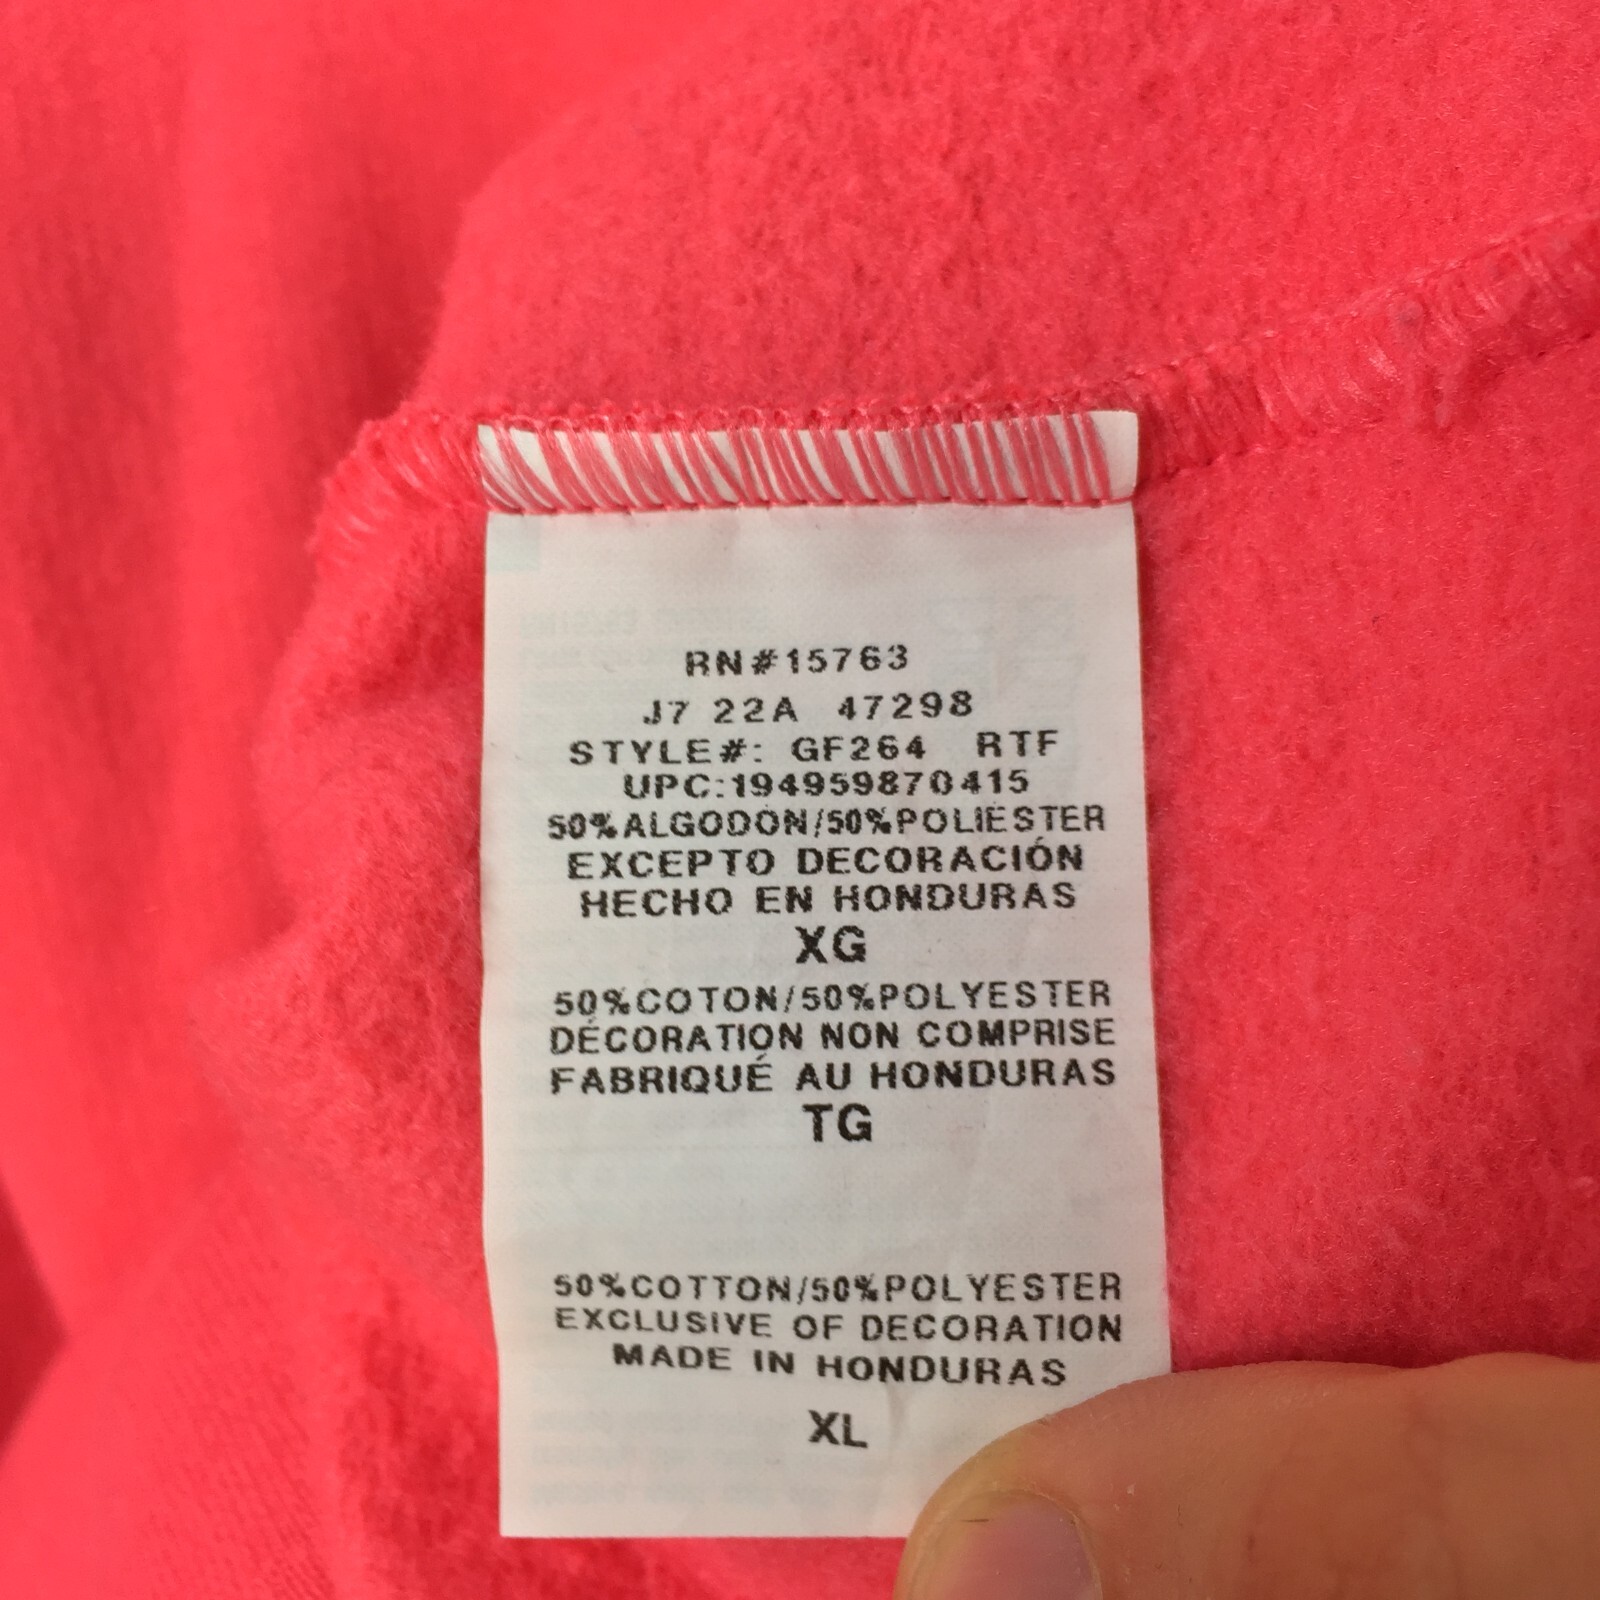 RN#15763
J7 22A 47298
STYLE#: GF264 RTF
UPC:194959870415
50%ALGODÓN/50%POLIÉSTER
EXCEPTO DECORACIÓN
HECHO EN HONDURAS
XG
50%COTON/50%POLYESTER
DÉCORATION NON COMPRISE
FABRIQUÉ AU HONDURAS
TG
50%COTTON/50%POLYESTER
EXCLUSIVE OF DECORATION
MADE IN HONDURAS
XL